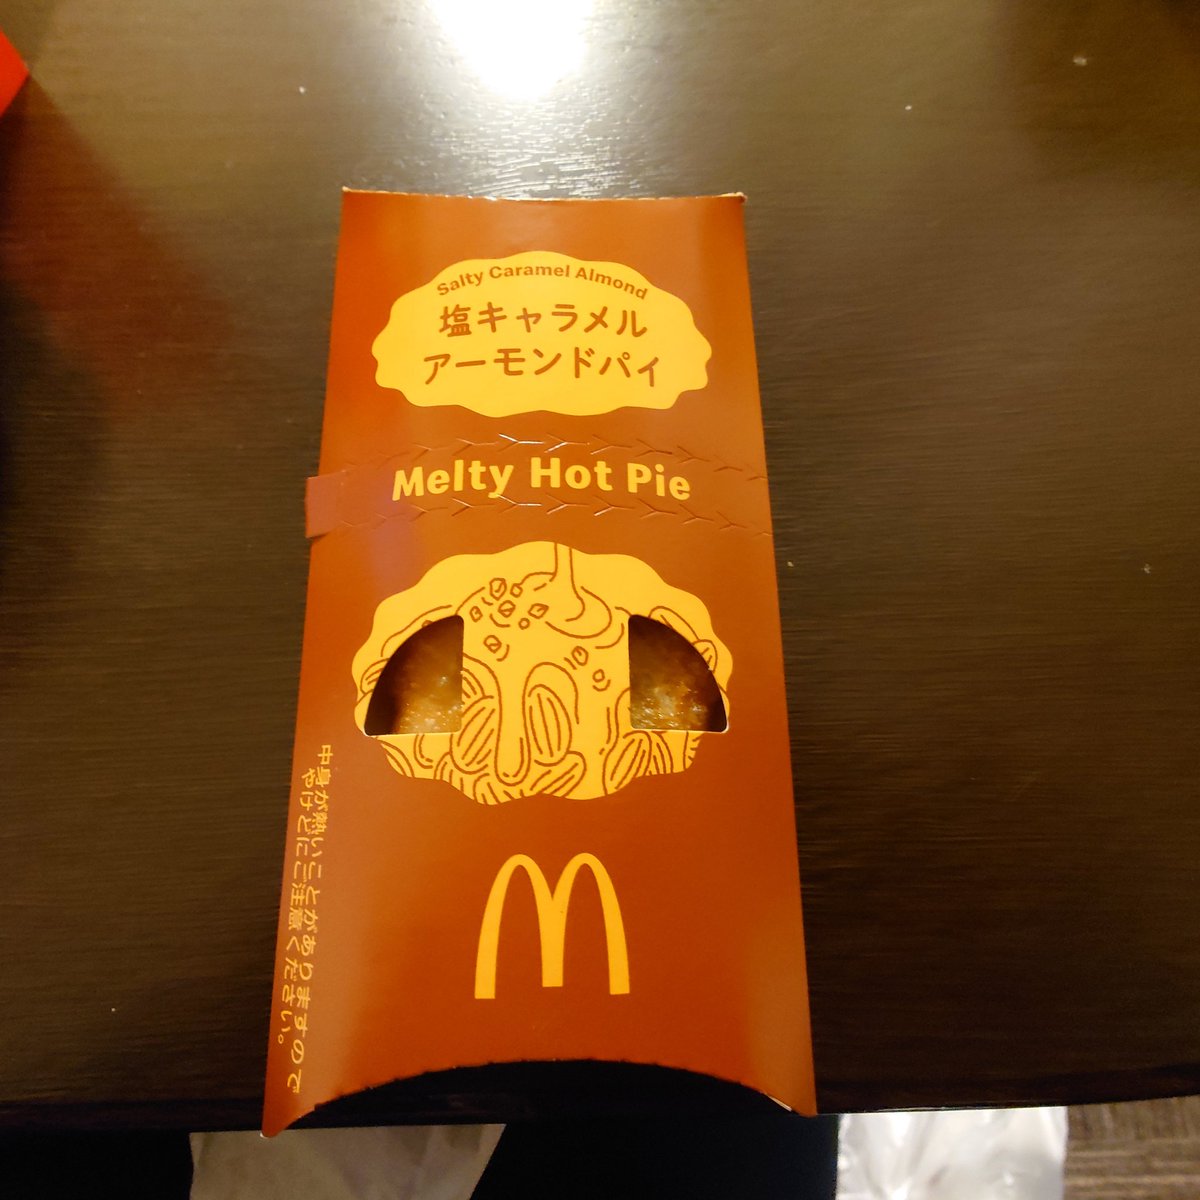 Salty Caramel Almond
塩キャラメル
アーモンドパイ
Melty Hot Pie
中身が熱いことがありますので
やけどにご注意ください。